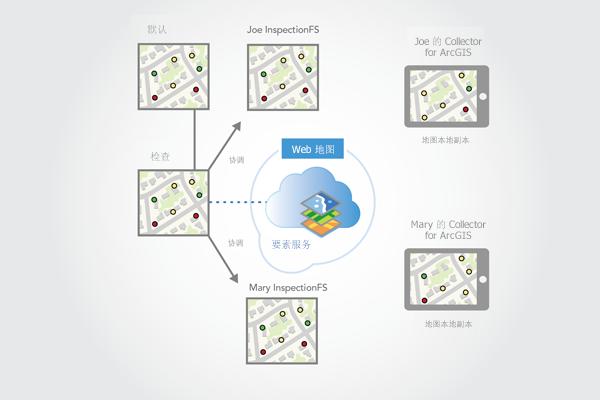 默认
Joe InspectionFS
Joe 的 Collector
for ArcGIS
地图本地副本
检查
协调
Web 地图
要素服务
协调
Mary InspectionFS
Mary 的 Collector
for ArcGIS
地图本地副本